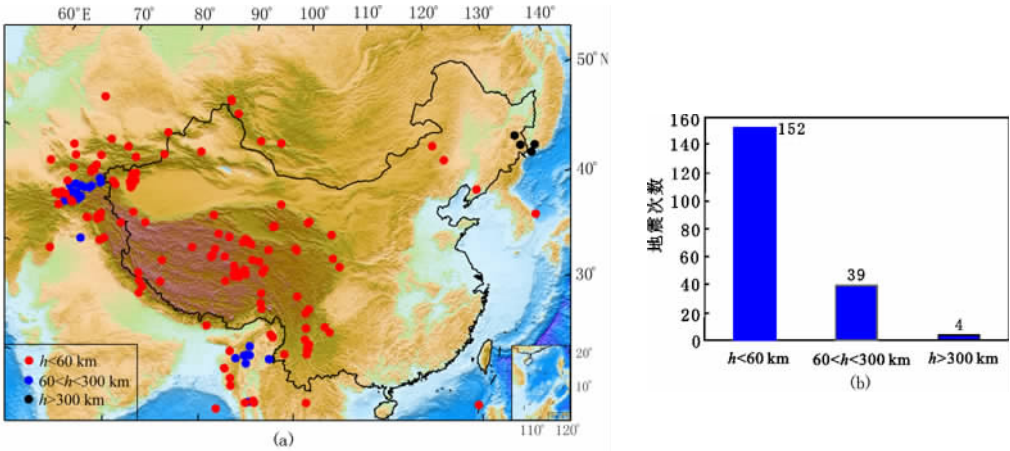 60°E 70° 80° 90° 100° 110° 120° 130° 140°
50°N
40°
30°
20°
10°
h<60 km
60<h<300 km
h>300 km
110° 120°
(a)
160
140
120
100
80
60
40
20
0
地震次数
152
39
4
h<60 km 60<h<300 km h>300 km
(b)